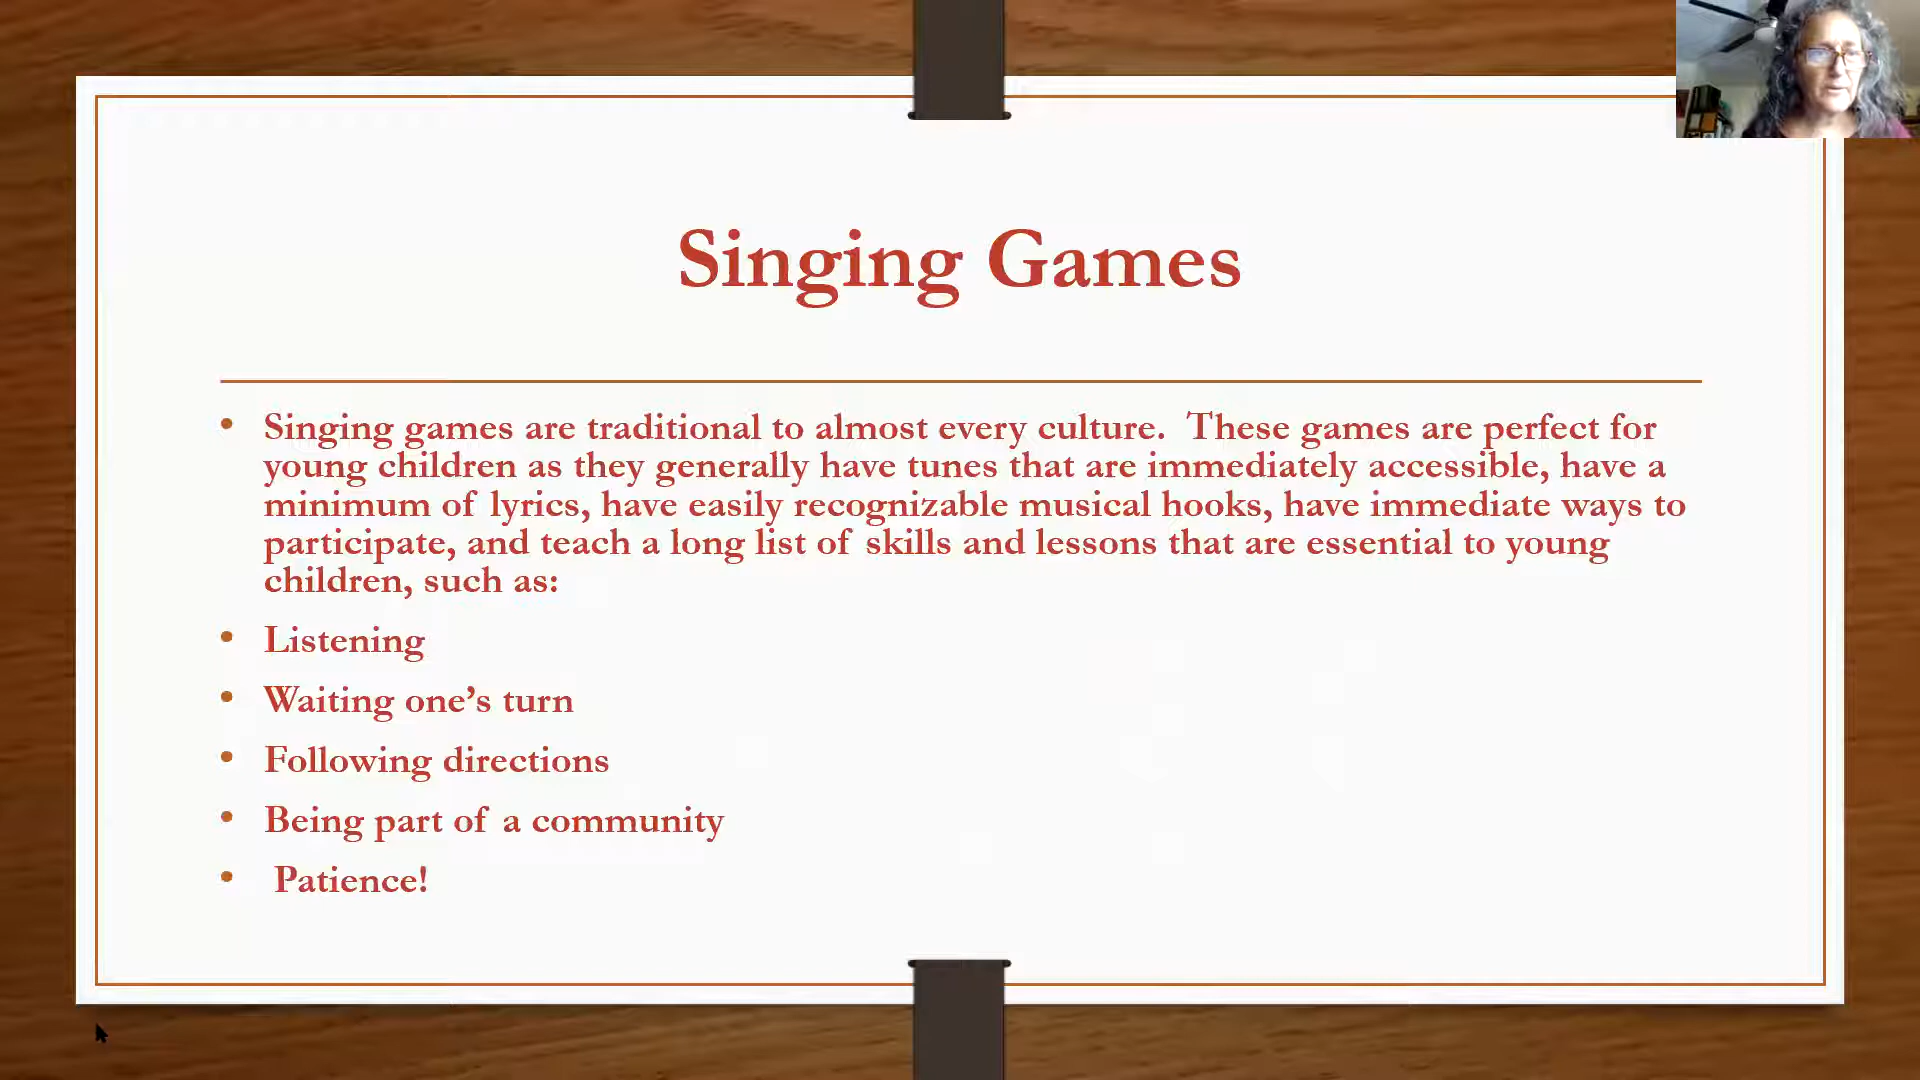 Singing Games
• Singing games are traditional to almost every culture.  These games are perfect for
young children as they generally have tunes that are immediately accessible, have a
minimum of lyrics, have easily recognizable musical hooks, have immediate ways to
participate, and teach a long list of skills and lessons that are essential to young
children, such as:
• Listening
• Waiting one’s turn
• Following directions
• Being part of a community
• Patience!